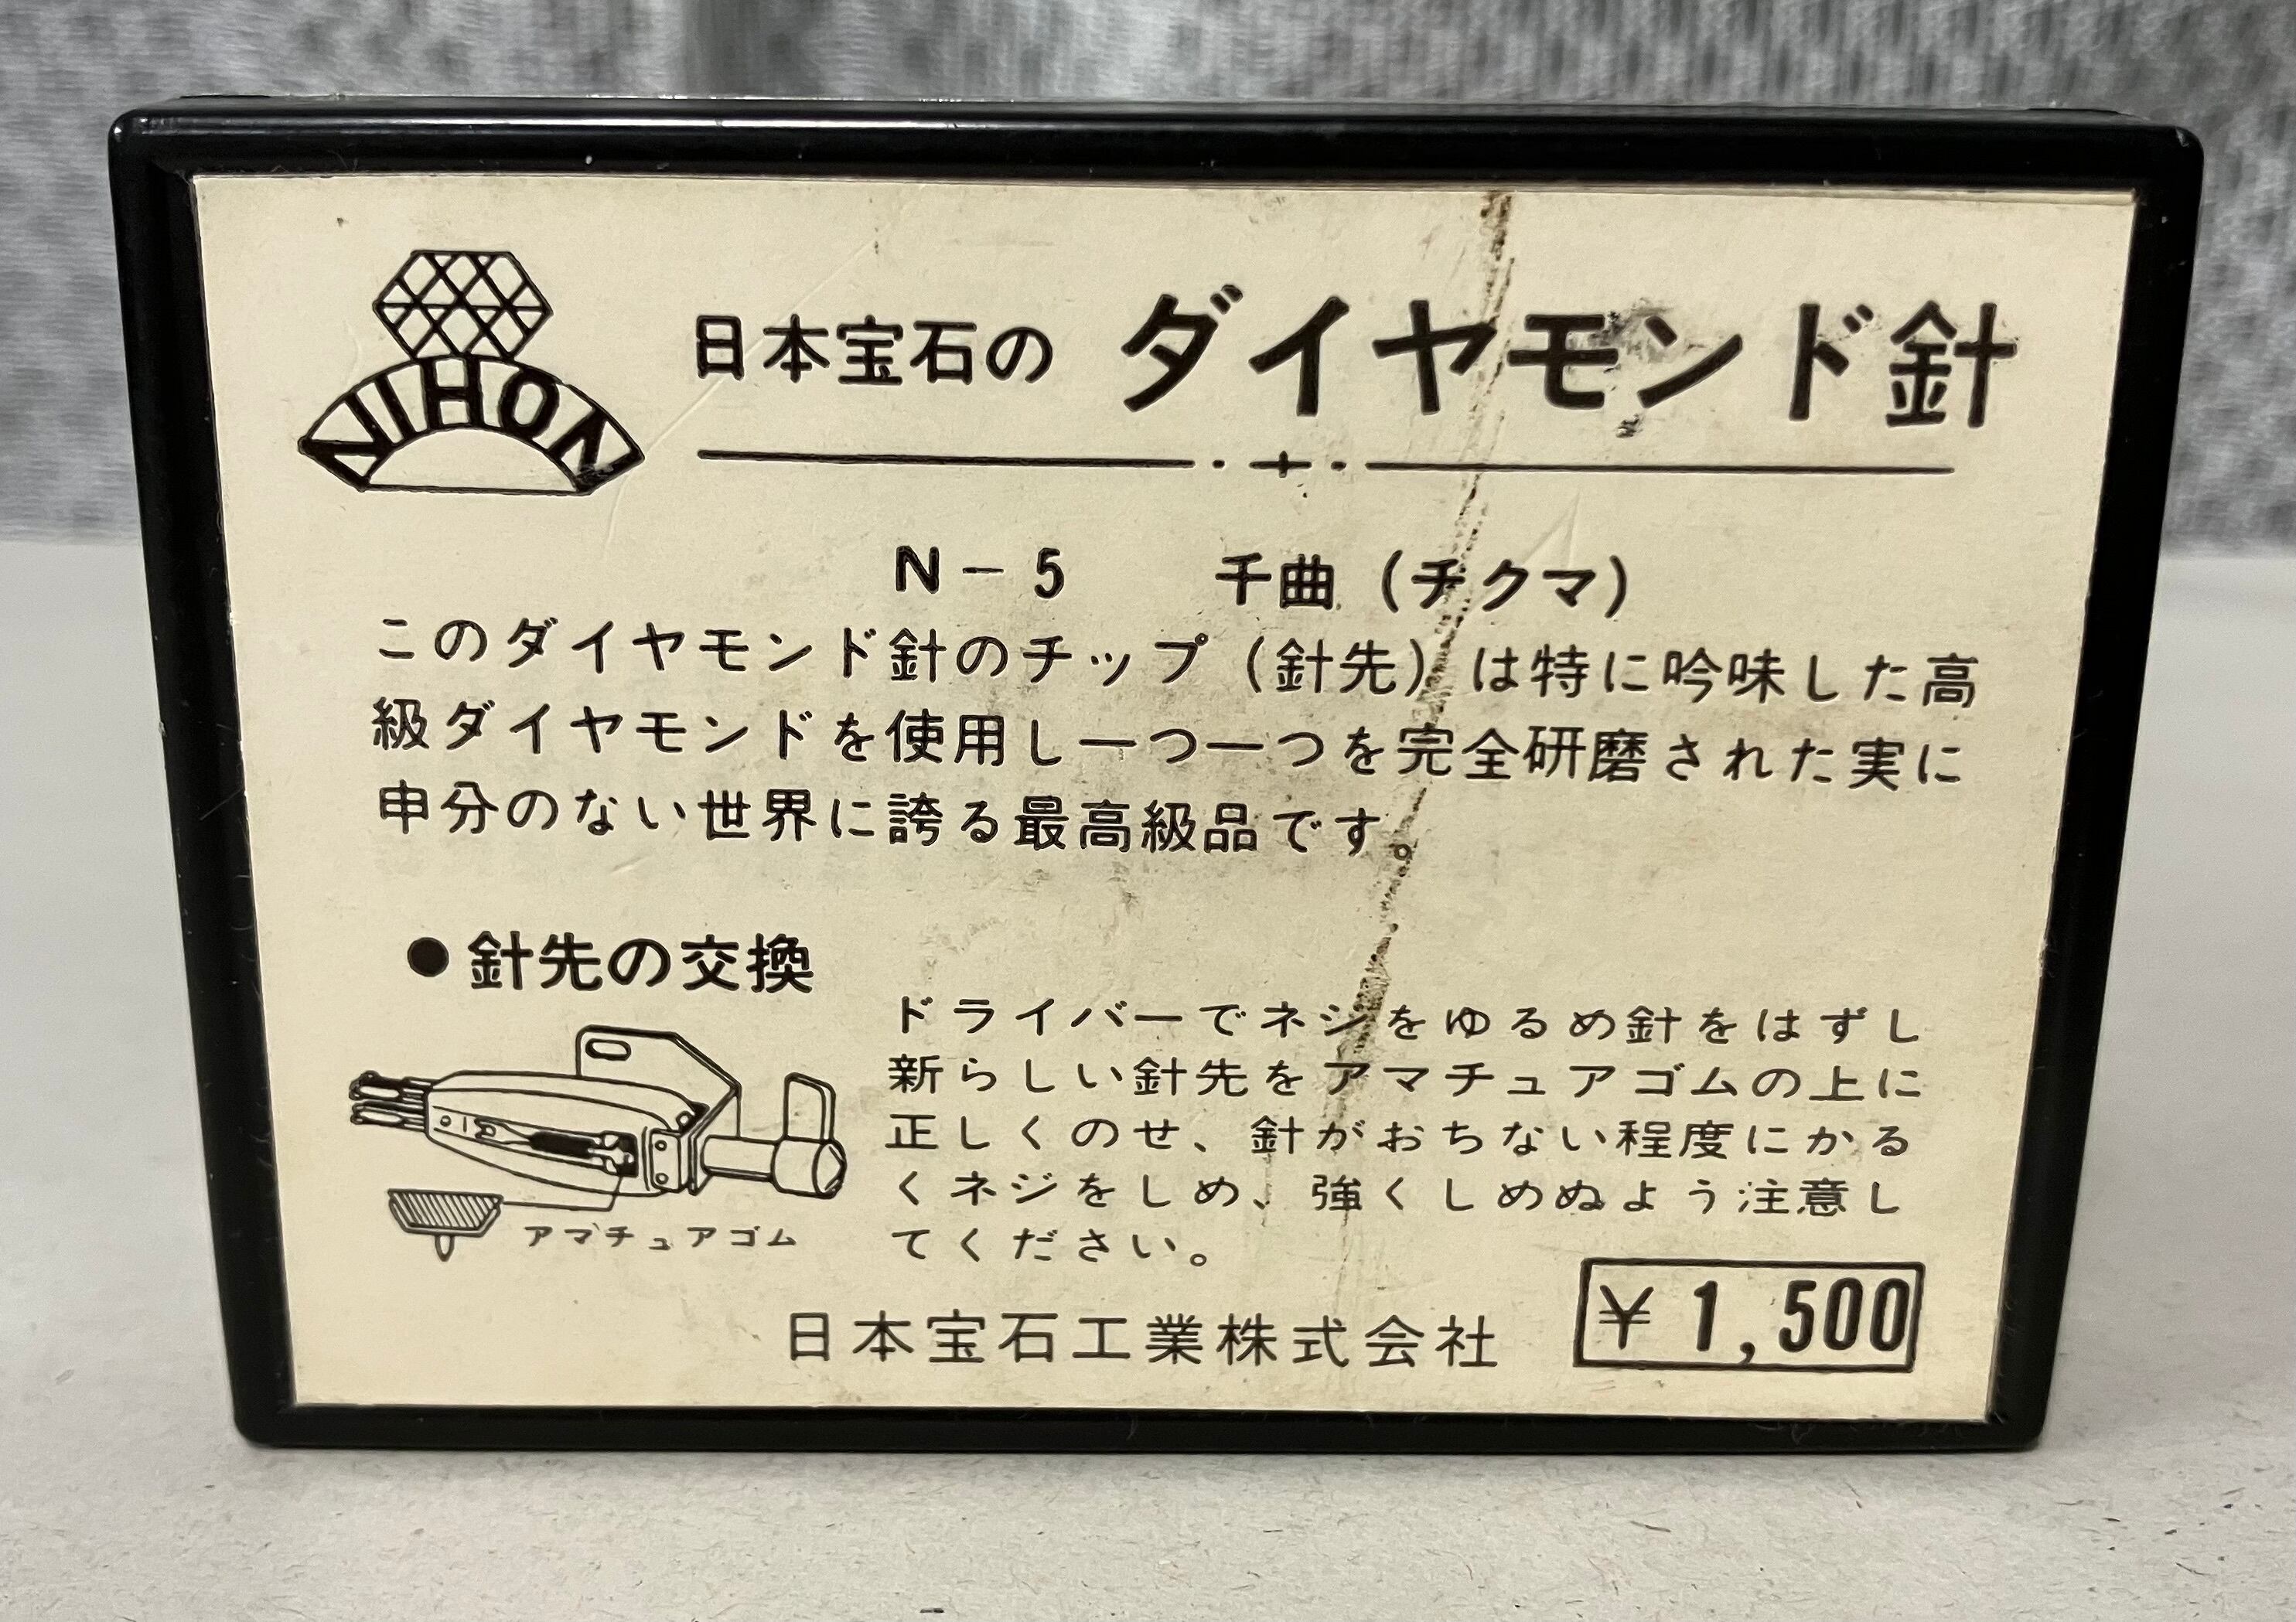 NIHON
日本宝石の ダイヤモンド針
N－5 千曲（チクマ）
このダイヤモンド針のチップ（針先）は特に吟味した高
級ダイヤモンドを使用し一つ一つを完全研磨された実に
申分のない世界に誇る最高級品です。
●針先の交換
ドライバーでネジをゆるめ針をはずし
新らしい針先をアマチュアゴムの上に
正しくのせ、針がおちない程度にかる
くネジをしめ、強くしめぬよう注意し
てください。
アマチュアゴム
日本宝石工業株式会社
￥1,500